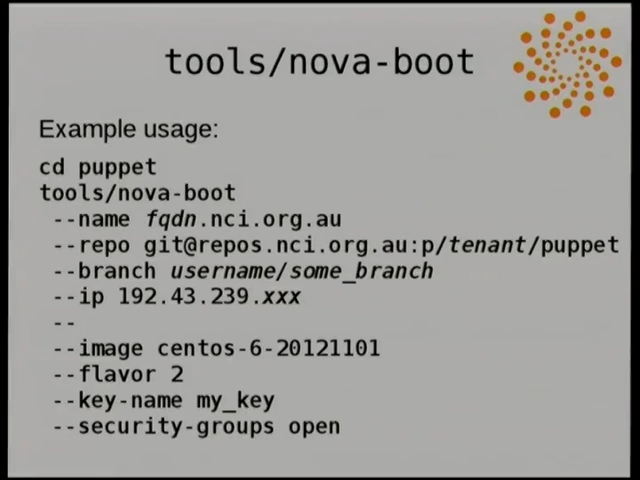 tools/nova-boot
Example usage:
cd puppet
tools/nova-boot
--name fqdn.nci.org.au
--repo git@repos.nci.org.au:p/tenant/puppet
--branch username/some_branch
--ip 192.43.239.xxx
--
--image centos-6-20121101
--flavor 2
--key-name my_key
--security-groups open